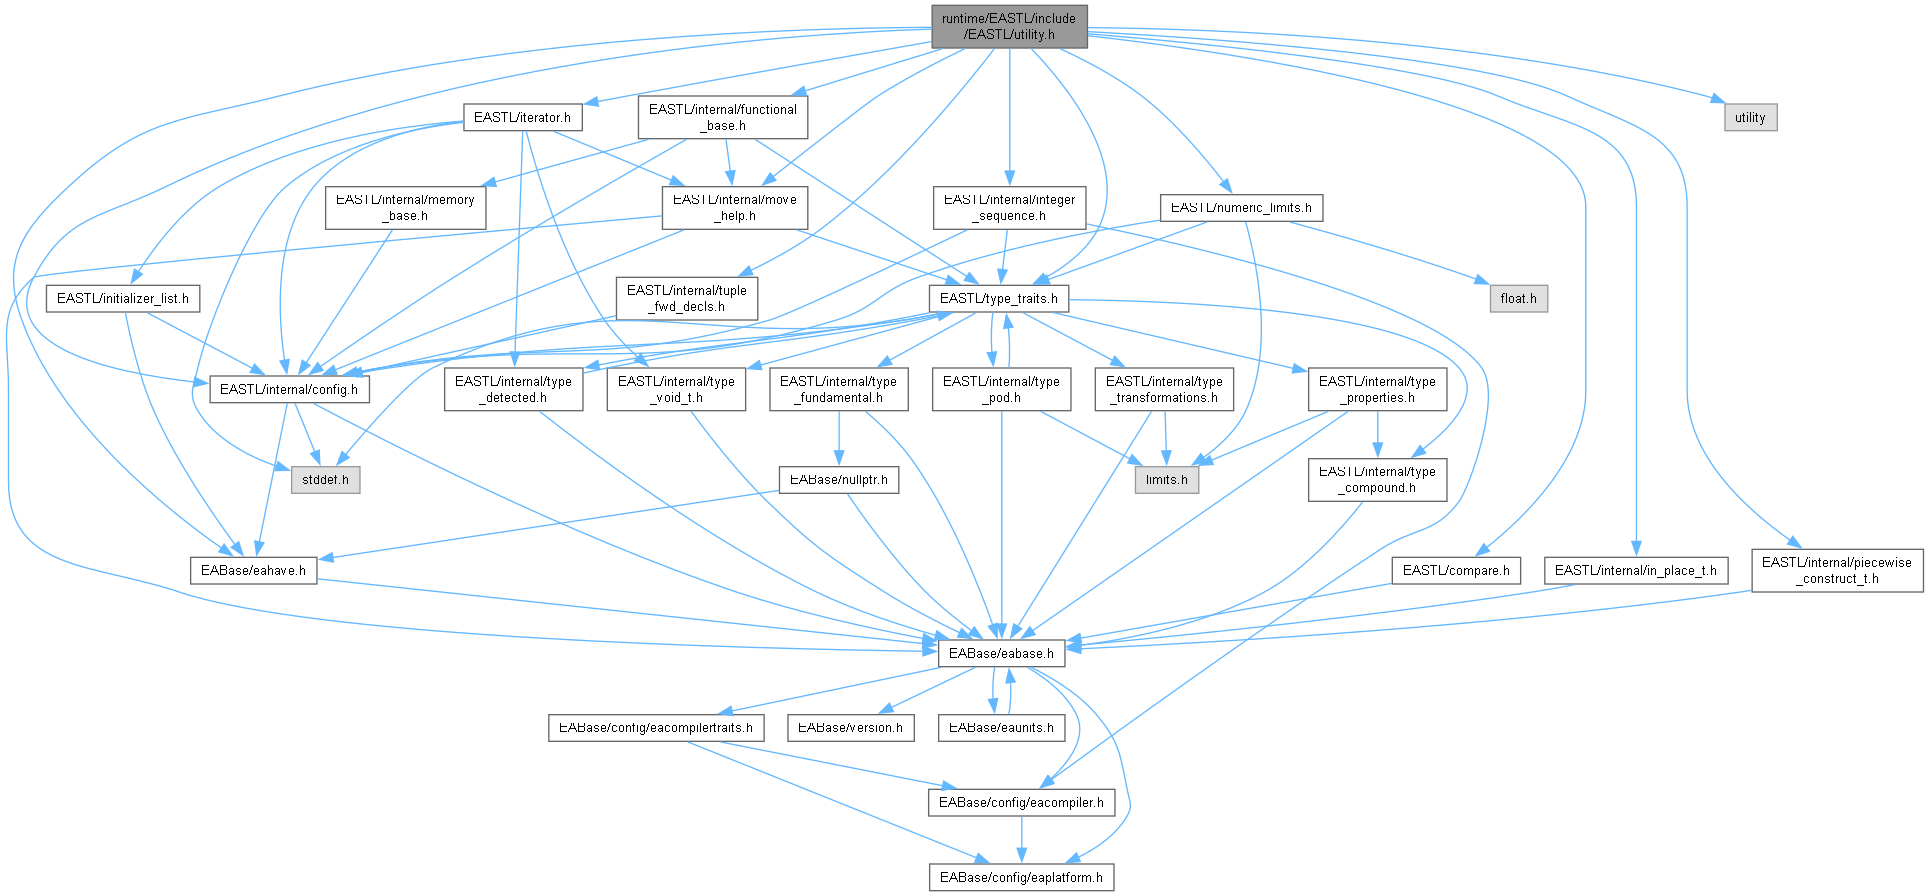 runtime/EASTL/include
/EASTL/utility.h
EASTL/iterator.h
EASTL/internal/functional
_base.h
utility
EASTL/internal/memory
_base.h
EASTL/internal/move
_help.h
EASTL/internal/integer
_sequence.h
EASTL/numeric_limits.h
EASTL/initializer_list.h
EASTL/internal/tuple
_fwd_decls.h
EASTL/type_traits.h
float.h
EASTL/internal/config.h
EASTL/internal/type
_detected.h
EASTL/internal/type
_void_t.h
EASTL/internal/type
_fundamental.h
EASTL/internal/type
_pod.h
EASTL/internal/type
_transformations.h
EASTL/internal/type
_properties.h
stddef.h
EABase/nullptr.h
limits.h
EASTL/internal/type
_compound.h
EABase/eahave.h
EASTL/compare.h
EASTL/internal/in_place_t.h
EASTL/internal/piecewise
_construct_t.h
EABase/eabase.h
EABase/config/eacompilertraits.h
EABase/version.h
EABase/eaunits.h
EABase/config/eacompiler.h
EABase/config/eaplatform.h